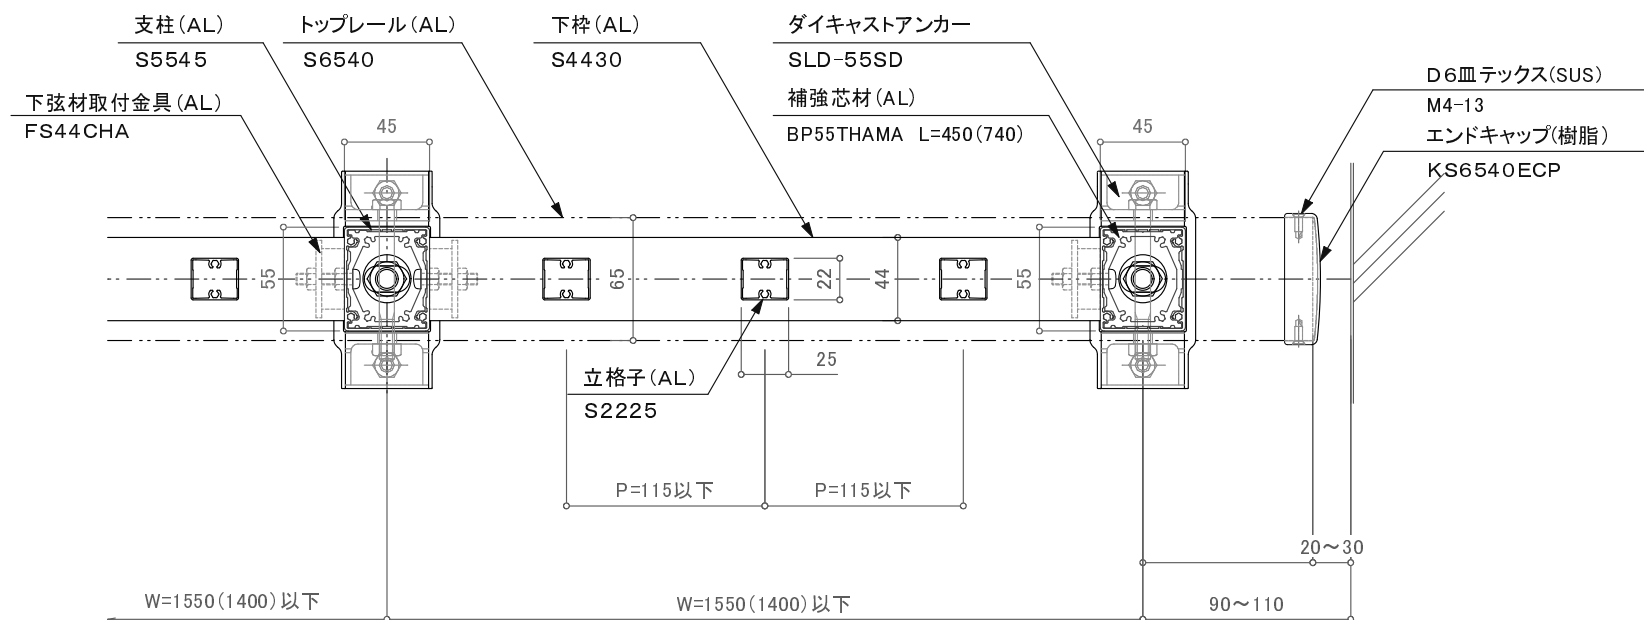 支柱(AL)
S5545
トップレール(AL)
S6540
下枠(AL)
S4430
ダイキャストアンカー
SLD-55SD
補強芯材(AL)
BP55THAMA L=450(740)
D6皿テックス(SUS)
M4-13
エンドキャップ(樹脂)
KS6540ECP
下弦材取付金具(AL)
FS44CHA
45
45
55
65
22
44
55
25
立格子(AL)
S2225
P=115以下
P=115以下
20～30
W=1550(1400)以下
W=1550(1400)以下
90～110